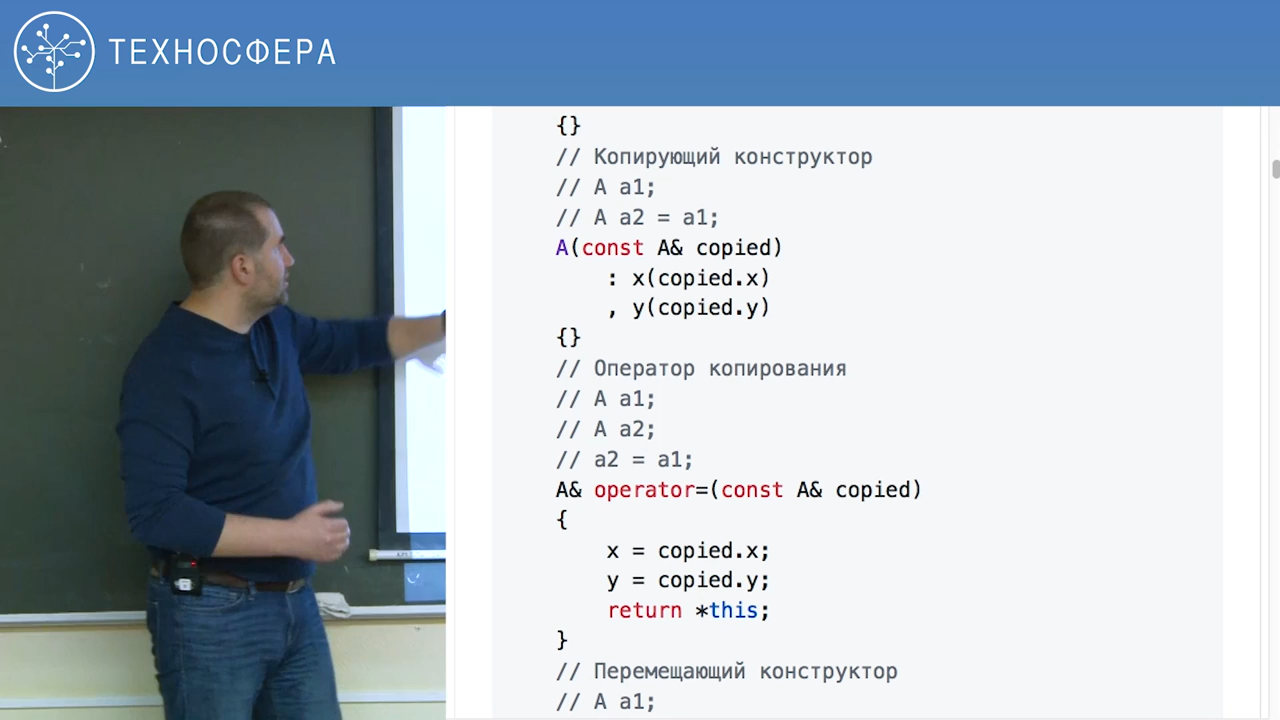 ТЕХНОСФЕРА
{}
// Копирующий конструктор
// A a1;
// A a2 = a1;
A(const A& copied)
    : x(copied.x)
    , y(copied.y)
{}
// Оператор копирования
// A a1;
// A a2;
// a2 = a1;
A& operator=(const A& copied)
{
    x = copied.x;
    y = copied.y;
    return *this;
}
// Перемещающий конструктор
// A a1;